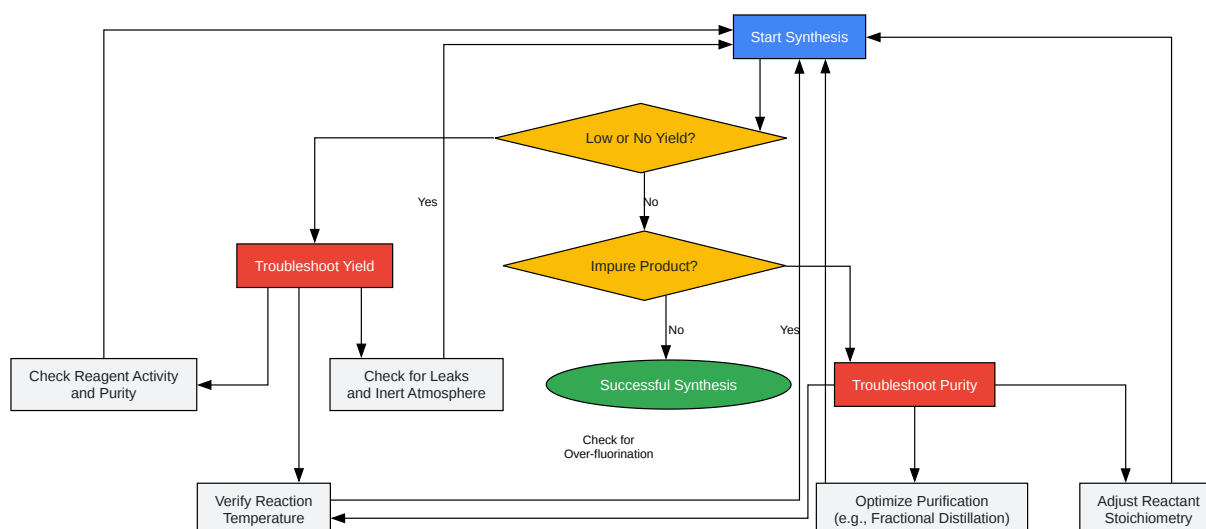 Start Synthesis
Low or No Yield?
Yes
No
Troubleshoot Yield
Impure Product?
No
Yes
Check Reagent Activity
and Purity
Check for Leaks
and Inert Atmosphere
Successful Synthesis
Troubleshoot Purity
Check for
Over-fluorination
Verify Reaction
Temperature
Optimize Purification
(e.g., Fractional Distillation)
Adjust Reactant
Stoichiometry